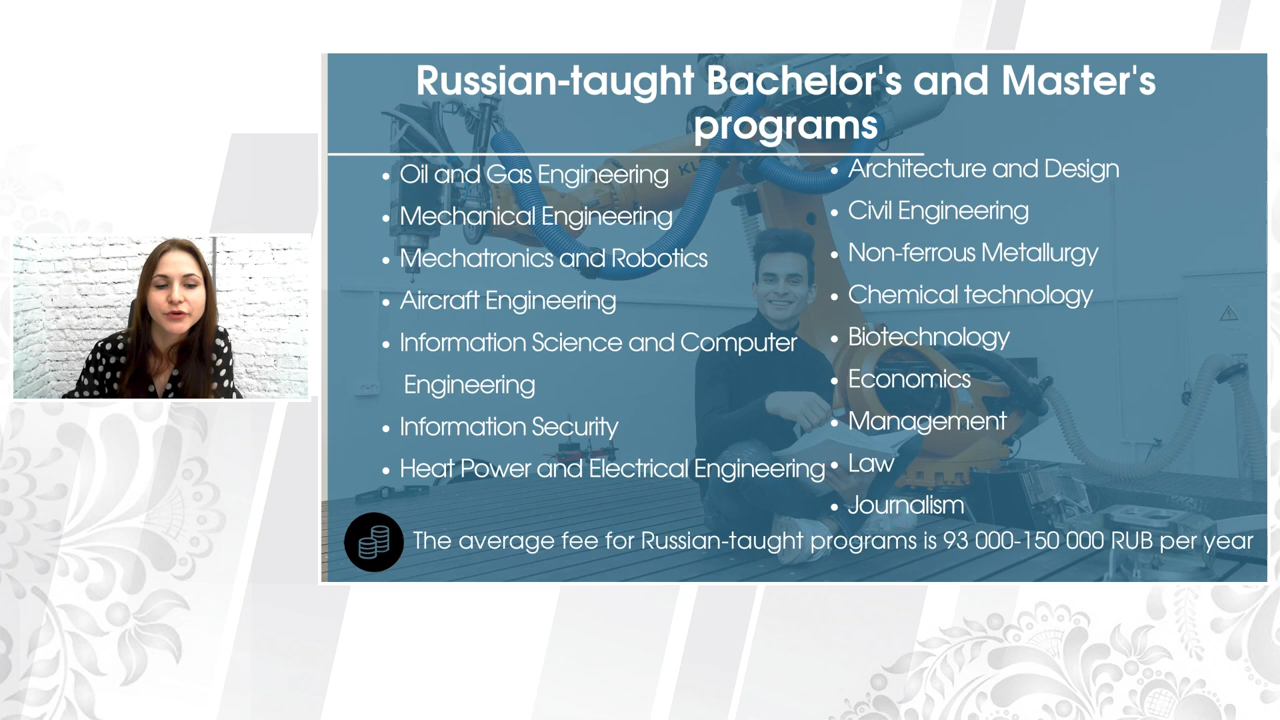 Russian-taught Bachelor's and Master's
programs
• Oil and Gas Engineering
• Mechanical Engineering
• Mechatronics and Robotics
• Aircraft Engineering
• Information Science and Computer
Engineering
• Information Security
• Heat Power and Electrical Engineering
• Architecture and Design
• Civil Engineering
• Non-ferrous Metallurgy
• Chemical technology
• Biotechnology
• Economics
• Management
• Law
• Journalism
The average fee for Russian-taught programs is 93 000-150 000 RUB per year